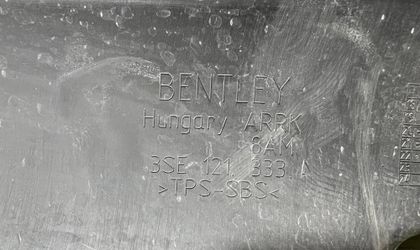 BENTLEY
Hungary ARRK
8AM
3SE 121 333 A
>TPS-SBS<